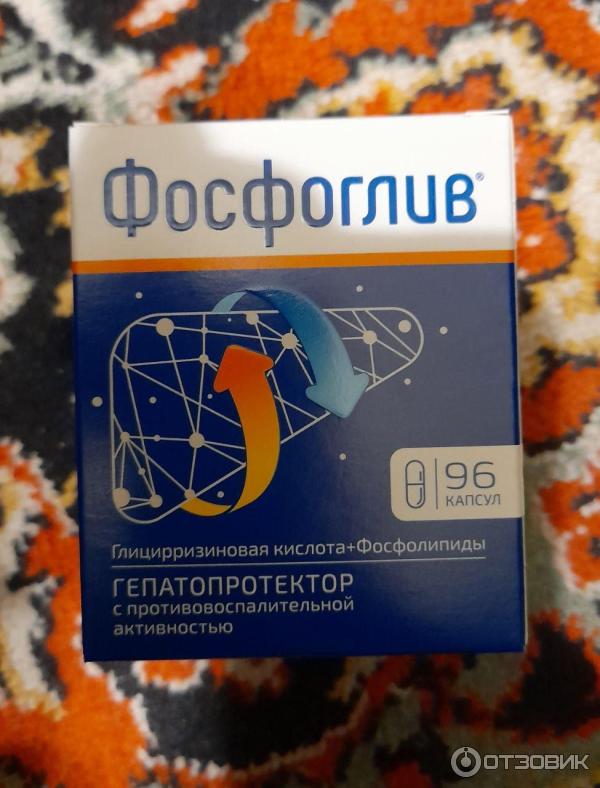 Фосфоглив®
96
КАПСУЛ
Глицирризиновая кислота+Фосфолипиды
ГЕПАТОПРОТЕКТОР
с противовоспалительной
активностью
ОТЗОВИК